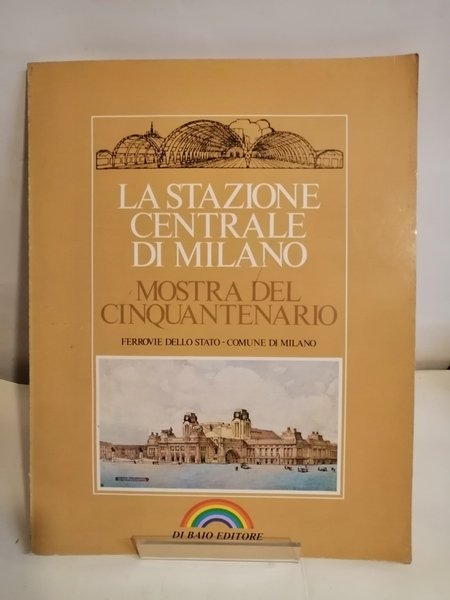 LA STAZIONE
CENTRALE
DI MILANO
MOSTRA DEL
CINQUANTENARIO
FERROVIE DELLO STATO - COMUNE DI MILANO
DI BAIO EDITORE